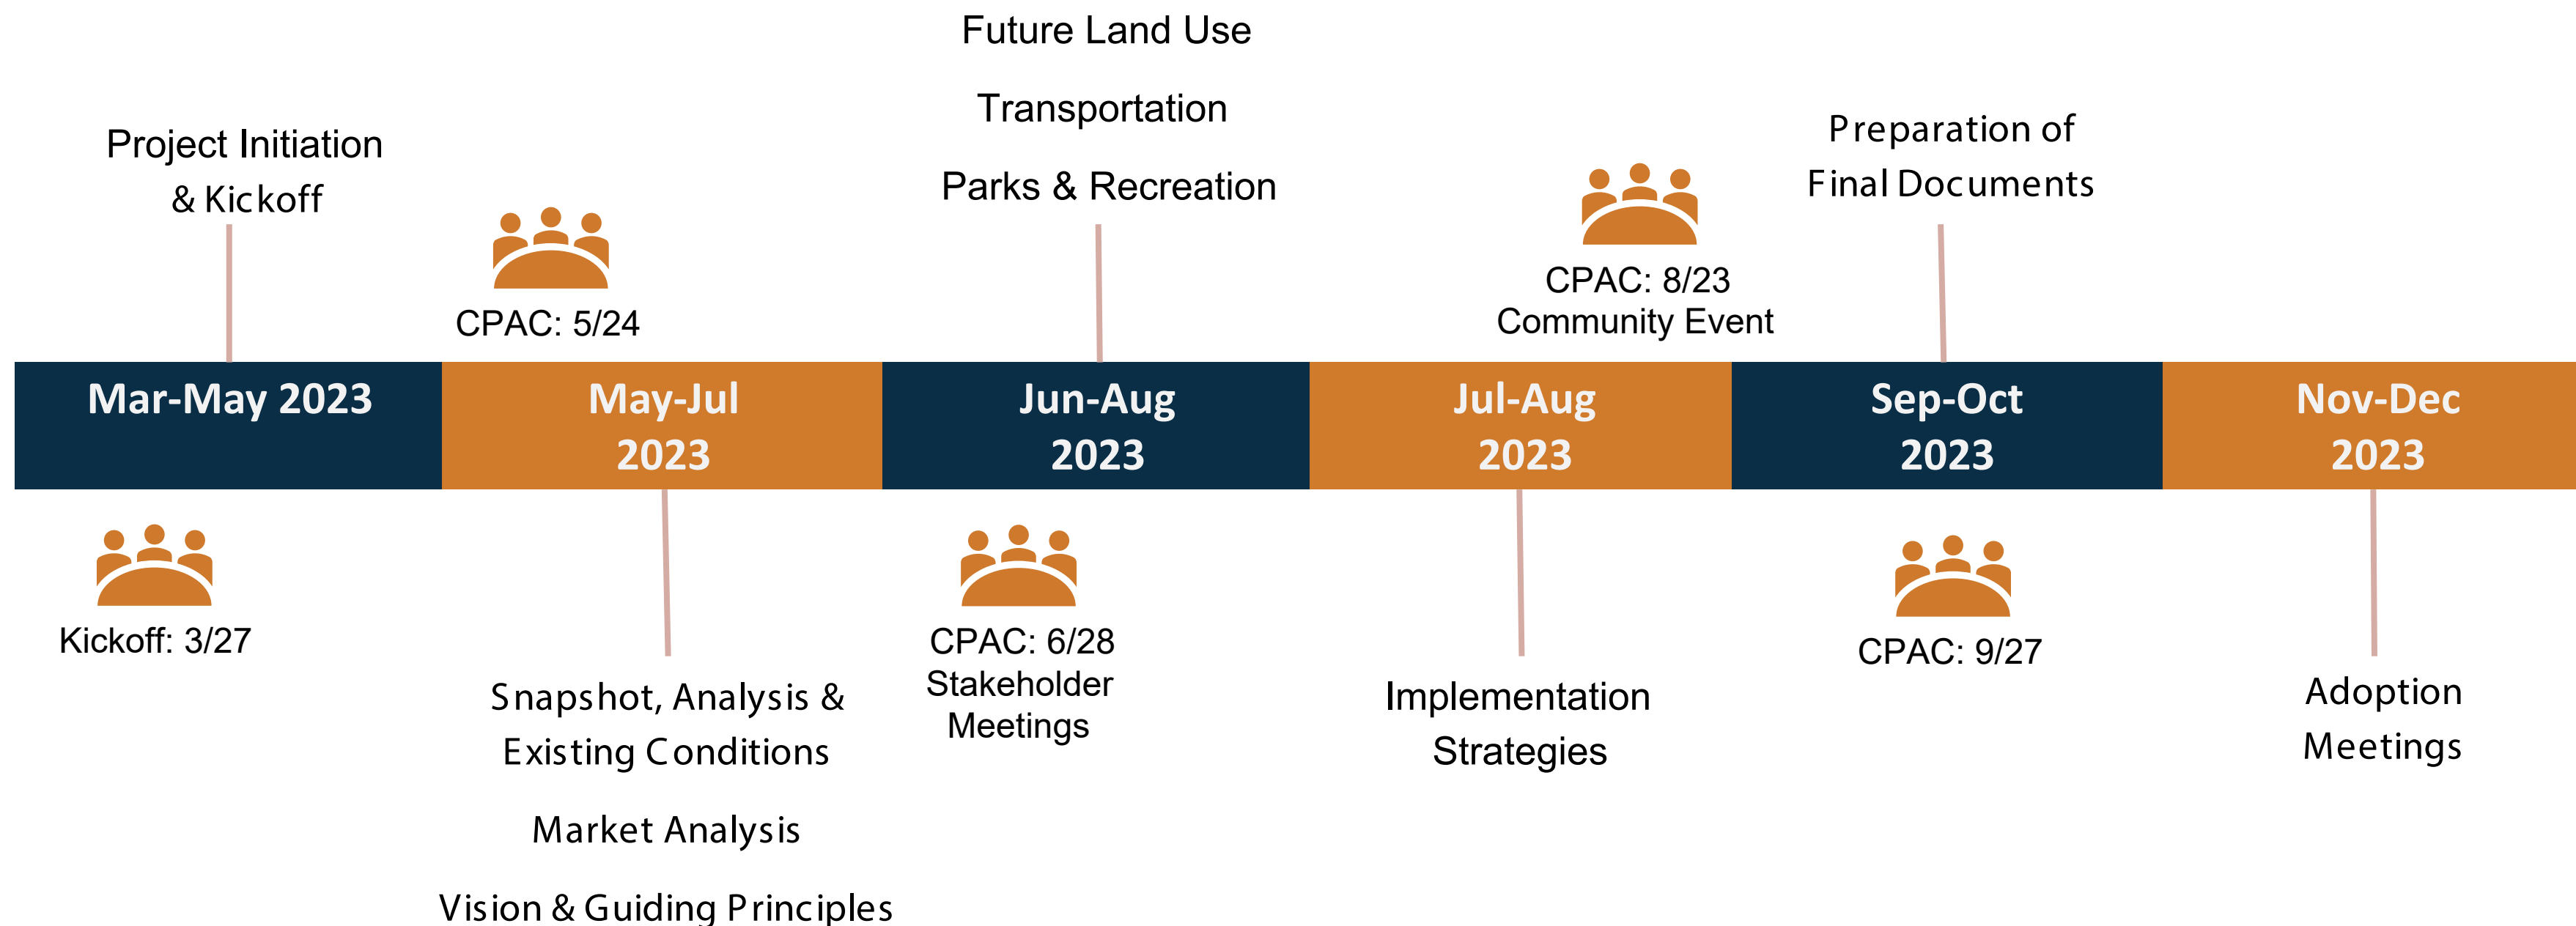 Future Land Use
Transportation
Parks & Recreation
Project Initiation
& Kickoff
Preparation of
Final Documents
CPAC: 5/24
CPAC: 8/23
Community Event
Mar-May 2023
May-Jul
2023
Jun-Aug
2023
Jul-Aug
2023
Sep-Oct
2023
Nov-Dec
2023
Kickoff: 3/27
Snapshot, Analysis &
Existing Conditions
Market Analysis
Vision & Guiding Principles
CPAC: 6/28
Stakeholder
Meetings
Implementation
Strategies
CPAC: 9/27
Adoption
Meetings